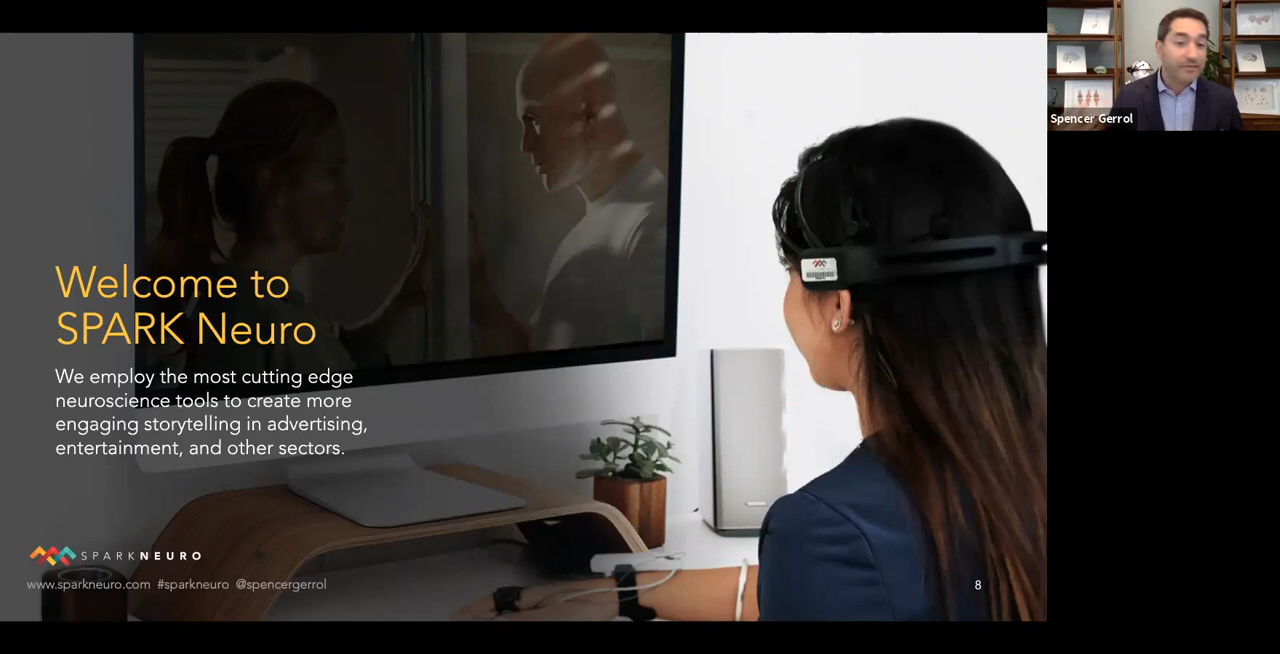 Spencer Gerrol
Welcome to
SPARK Neuro
We employ the most cutting edge
neuroscience tools to create more
engaging storytelling in advertising,
entertainment, and other sectors.
SPARKNEURO
www.sparkneuro.com #sparkneuro @spencergerrol
8